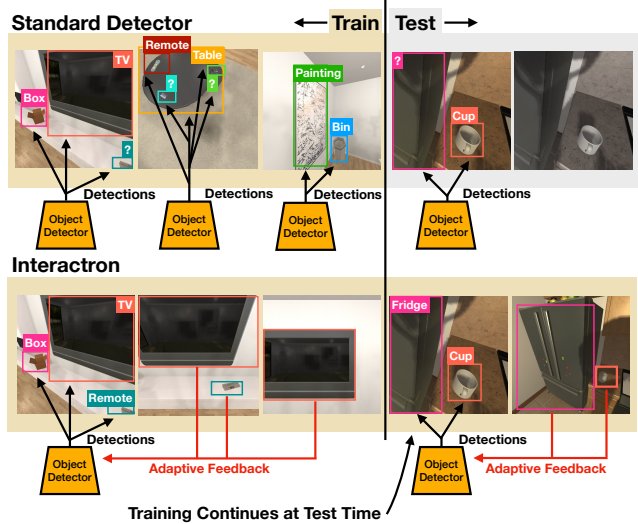 Standard Detector
Train
Test
TV
Box
?
Remote
Table
?
?
Painting
Bin
?
Cup
Detections
Detections
Detections
Detections
Object
Detector
Object
Detector
Object
Detector
Object
Detector
Interactron
TV
Box
Remote
Fridge
Cup
Detections
Detections
Object
Detector
Adaptive Feedback
Object
Detector
Adaptive Feedback
Training Continues at Test Time